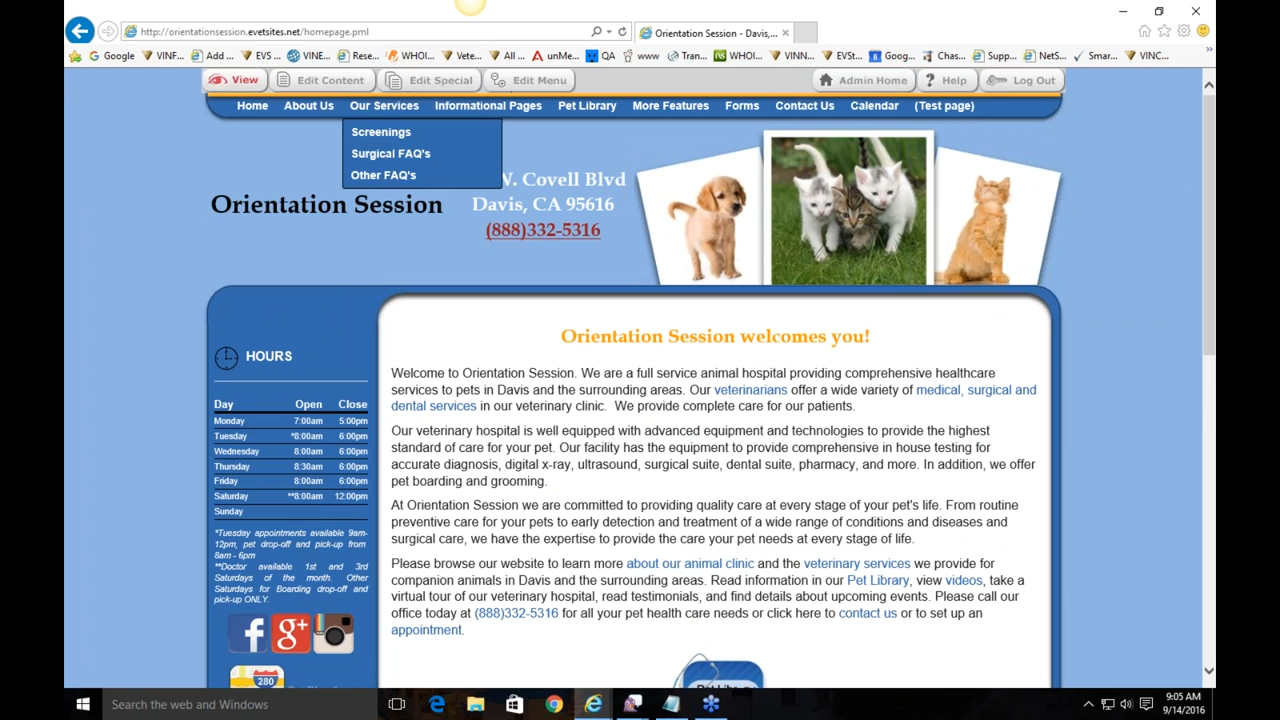 http://orientationsession.evetsites.net/homepage.pml
Orientation Session - Davis,...
Google VINF... Add ... EVS ... VINE... Rese... WHOI... Vete... All ... unMe... QA www Tran... WHOI... VINN... EVSt... Goog... Chas... Supp... NetS... Smar... VINC...
View Edit Content Edit Special Edit Menu Admin Home Help Log Out
Home About Us Our Services Informational Pages Pet Library More Features Forms Contact Us Calendar (Test page)
Screenings
Surgical FAQ's
Other FAQ's
W. Covell Blvd
Davis, CA 95616
(888)332-5316
Orientation Session
HOURS
Day Open Close
Monday 7:00am 5:00pm
Tuesday *8:00am 6:00pm
Wednesday 8:00am 6:00pm
Thursday 8:30am 6:00pm
Friday 8:00am 6:00pm
Saturday **8:00am 12:00pm
Sunday
*Tuesday appointments available 9am-
12pm, pet drop-off and pick-up from
8am - 6pm
**Doctor available 1st and 3rd
Saturdays of the month. Other
Saturdays for Boarding drop-off and
pick-up ONLY.
f g+
280
Orientation Session welcomes you!
Welcome to Orientation Session. We are a full service animal hospital providing comprehensive healthcare
services to pets in Davis and the surrounding areas. Our veterinarians offer a wide variety of medical, surgical and
dental services in our veterinary clinic. We provide complete care for our patients.
Our veterinary hospital is well equipped with advanced equipment and technologies to provide the highest
standard of care for your pet. Our facility has the equipment to provide comprehensive in house testing for
accurate diagnosis, digital x-ray, ultrasound, surgical suite, dental suite, pharmacy, and more. In addition, we offer
pet boarding and grooming.
At Orientation Session we are committed to providing quality care at every stage of your pet's life. From routine
preventive care for your pets to early detection and treatment of a wide range of conditions and diseases and
surgical care, we have the expertise to provide the care your pet needs at every stage of life.
Please browse our website to learn more about our animal clinic and the veterinary services we provide for
companion animals in Davis and the surrounding areas. Read information in our Pet Library, view videos, take a
virtual tour of our veterinary hospital, read testimonials, and find details about upcoming events. Please call our
office today at (888)332-5316 for all your pet health care needs or click here to contact us or to set up an
appointment.
Search the web and Windows
9:05 AM
9/14/2016